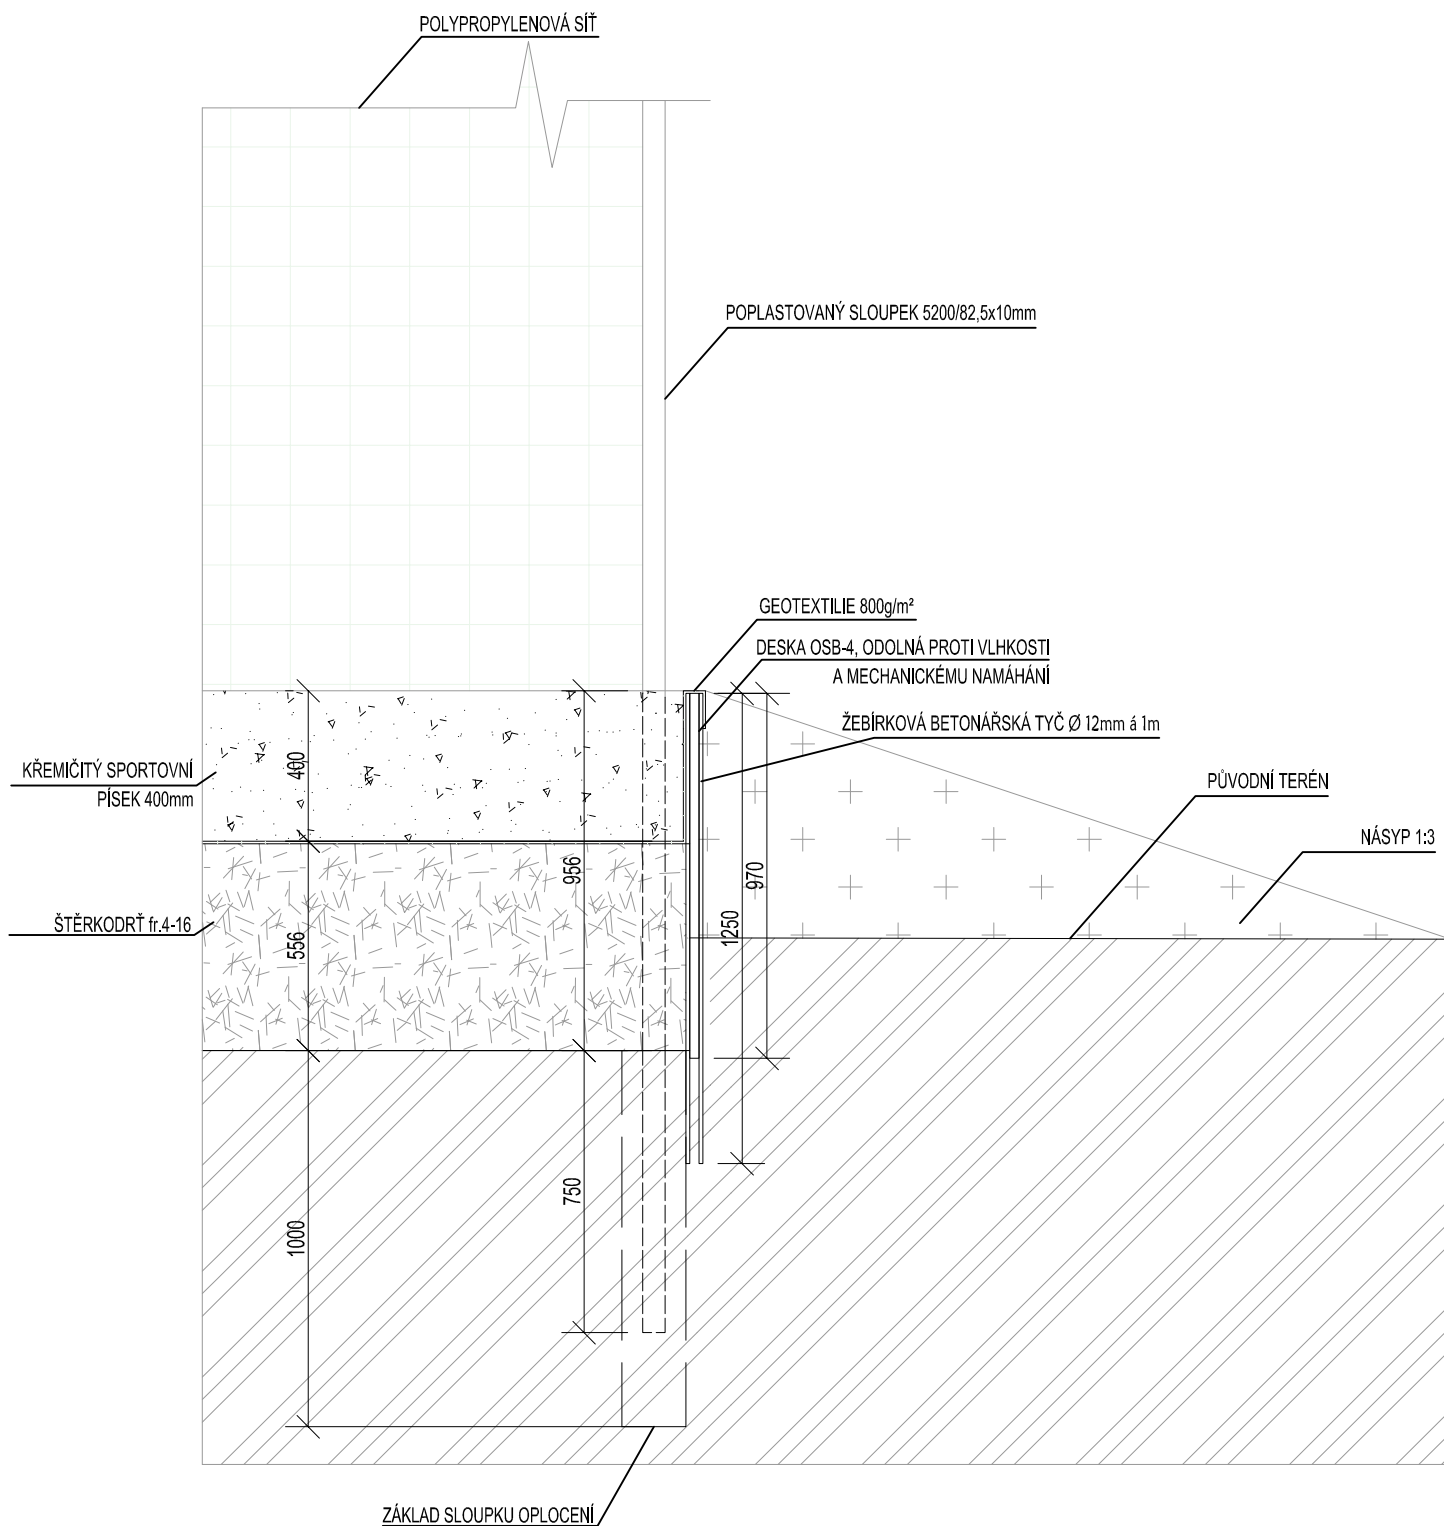 POLYPROPYLENOVÁ SÍŤ
POPLASTOVANÝ SLOUPEK 5200/82,5x10mm
GEOTEXTILIE 800g/m²
DESKA OSB-4, ODOLNÁ PROTI VLHKOSTI
A MECHANICKÉMU NAMÁHÁNÍ
ŽEBÍRKOVÁ BETONÁŘSKÁ TYČ Ø 12mm á 1m
KŘEMIČITÝ SPORTOVNÍ
PÍSEK 400mm
PŮVODNÍ TERÉN
NÁSYP 1:3
ŠTĚRKODRŤ fr.4-16
400
956
970
1250
556
750
1000
ZÁKLAD SLOUPKU OPLOCENÍ